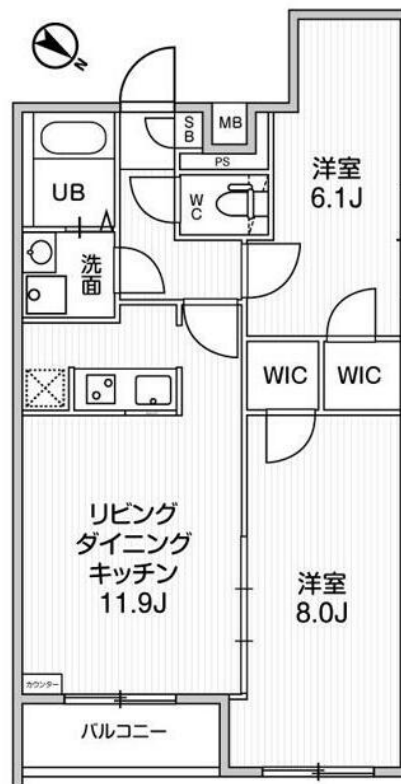 N
SB
MB
PS
洋室
6.1J
UB
WC
洗面
WIC
WIC
リビング
ダイニング
キッチン
11.9J
洋室
8.0J
カウンター
バルコニー